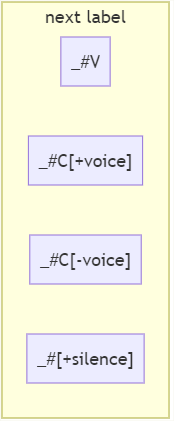 next label
_#V
_#C[+voice]
_#C[-voice]
_#[+silence]